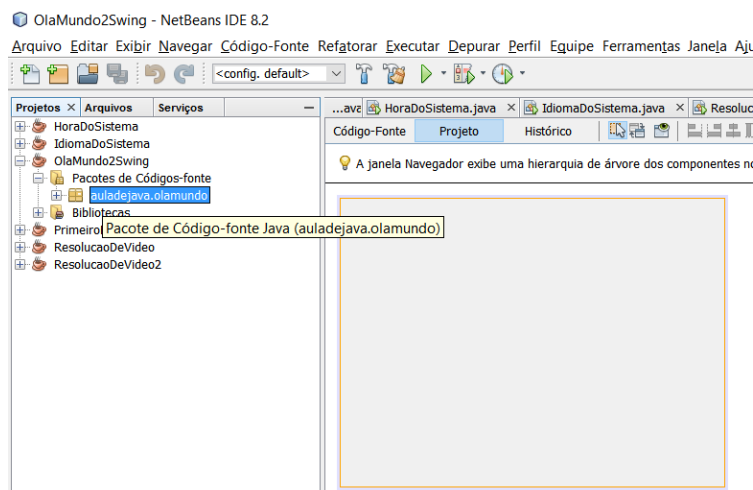 OlaMundo2Swing - NetBeans IDE 8.2
Arquivo Editar Exibir Navegar Código-Fonte Refatorar Executar Depurar Perfil Equipe Ferramentas Janela Aju
<config. default>
Projetos × Arquivos Serviços
...ava HoraDoSistema.java × IdiomaDoSistema.java × Resoluc
HoraDoSistema
Código-Fonte Projeto Histórico
IdiomaDoSistema
OlaMundo2Swing
A janela Navegador exibe uma hierarquia de árvore dos componentes no
Pacotes de Códigos-fonte
auladejava.olamundo
Bibliotecas
Primeiro
Pacote de Código-fonte Java (auladejava.olamundo)
ResolucaoDeVideo
ResolucaoDeVideo2